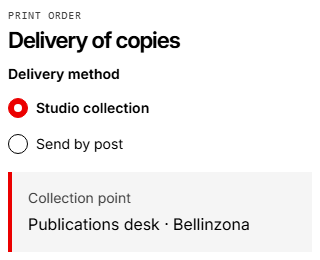 PRINT ORDER
Delivery of copies
Delivery method
Studio collection
Send by post
Collection point
Publications desk · Bellinzona